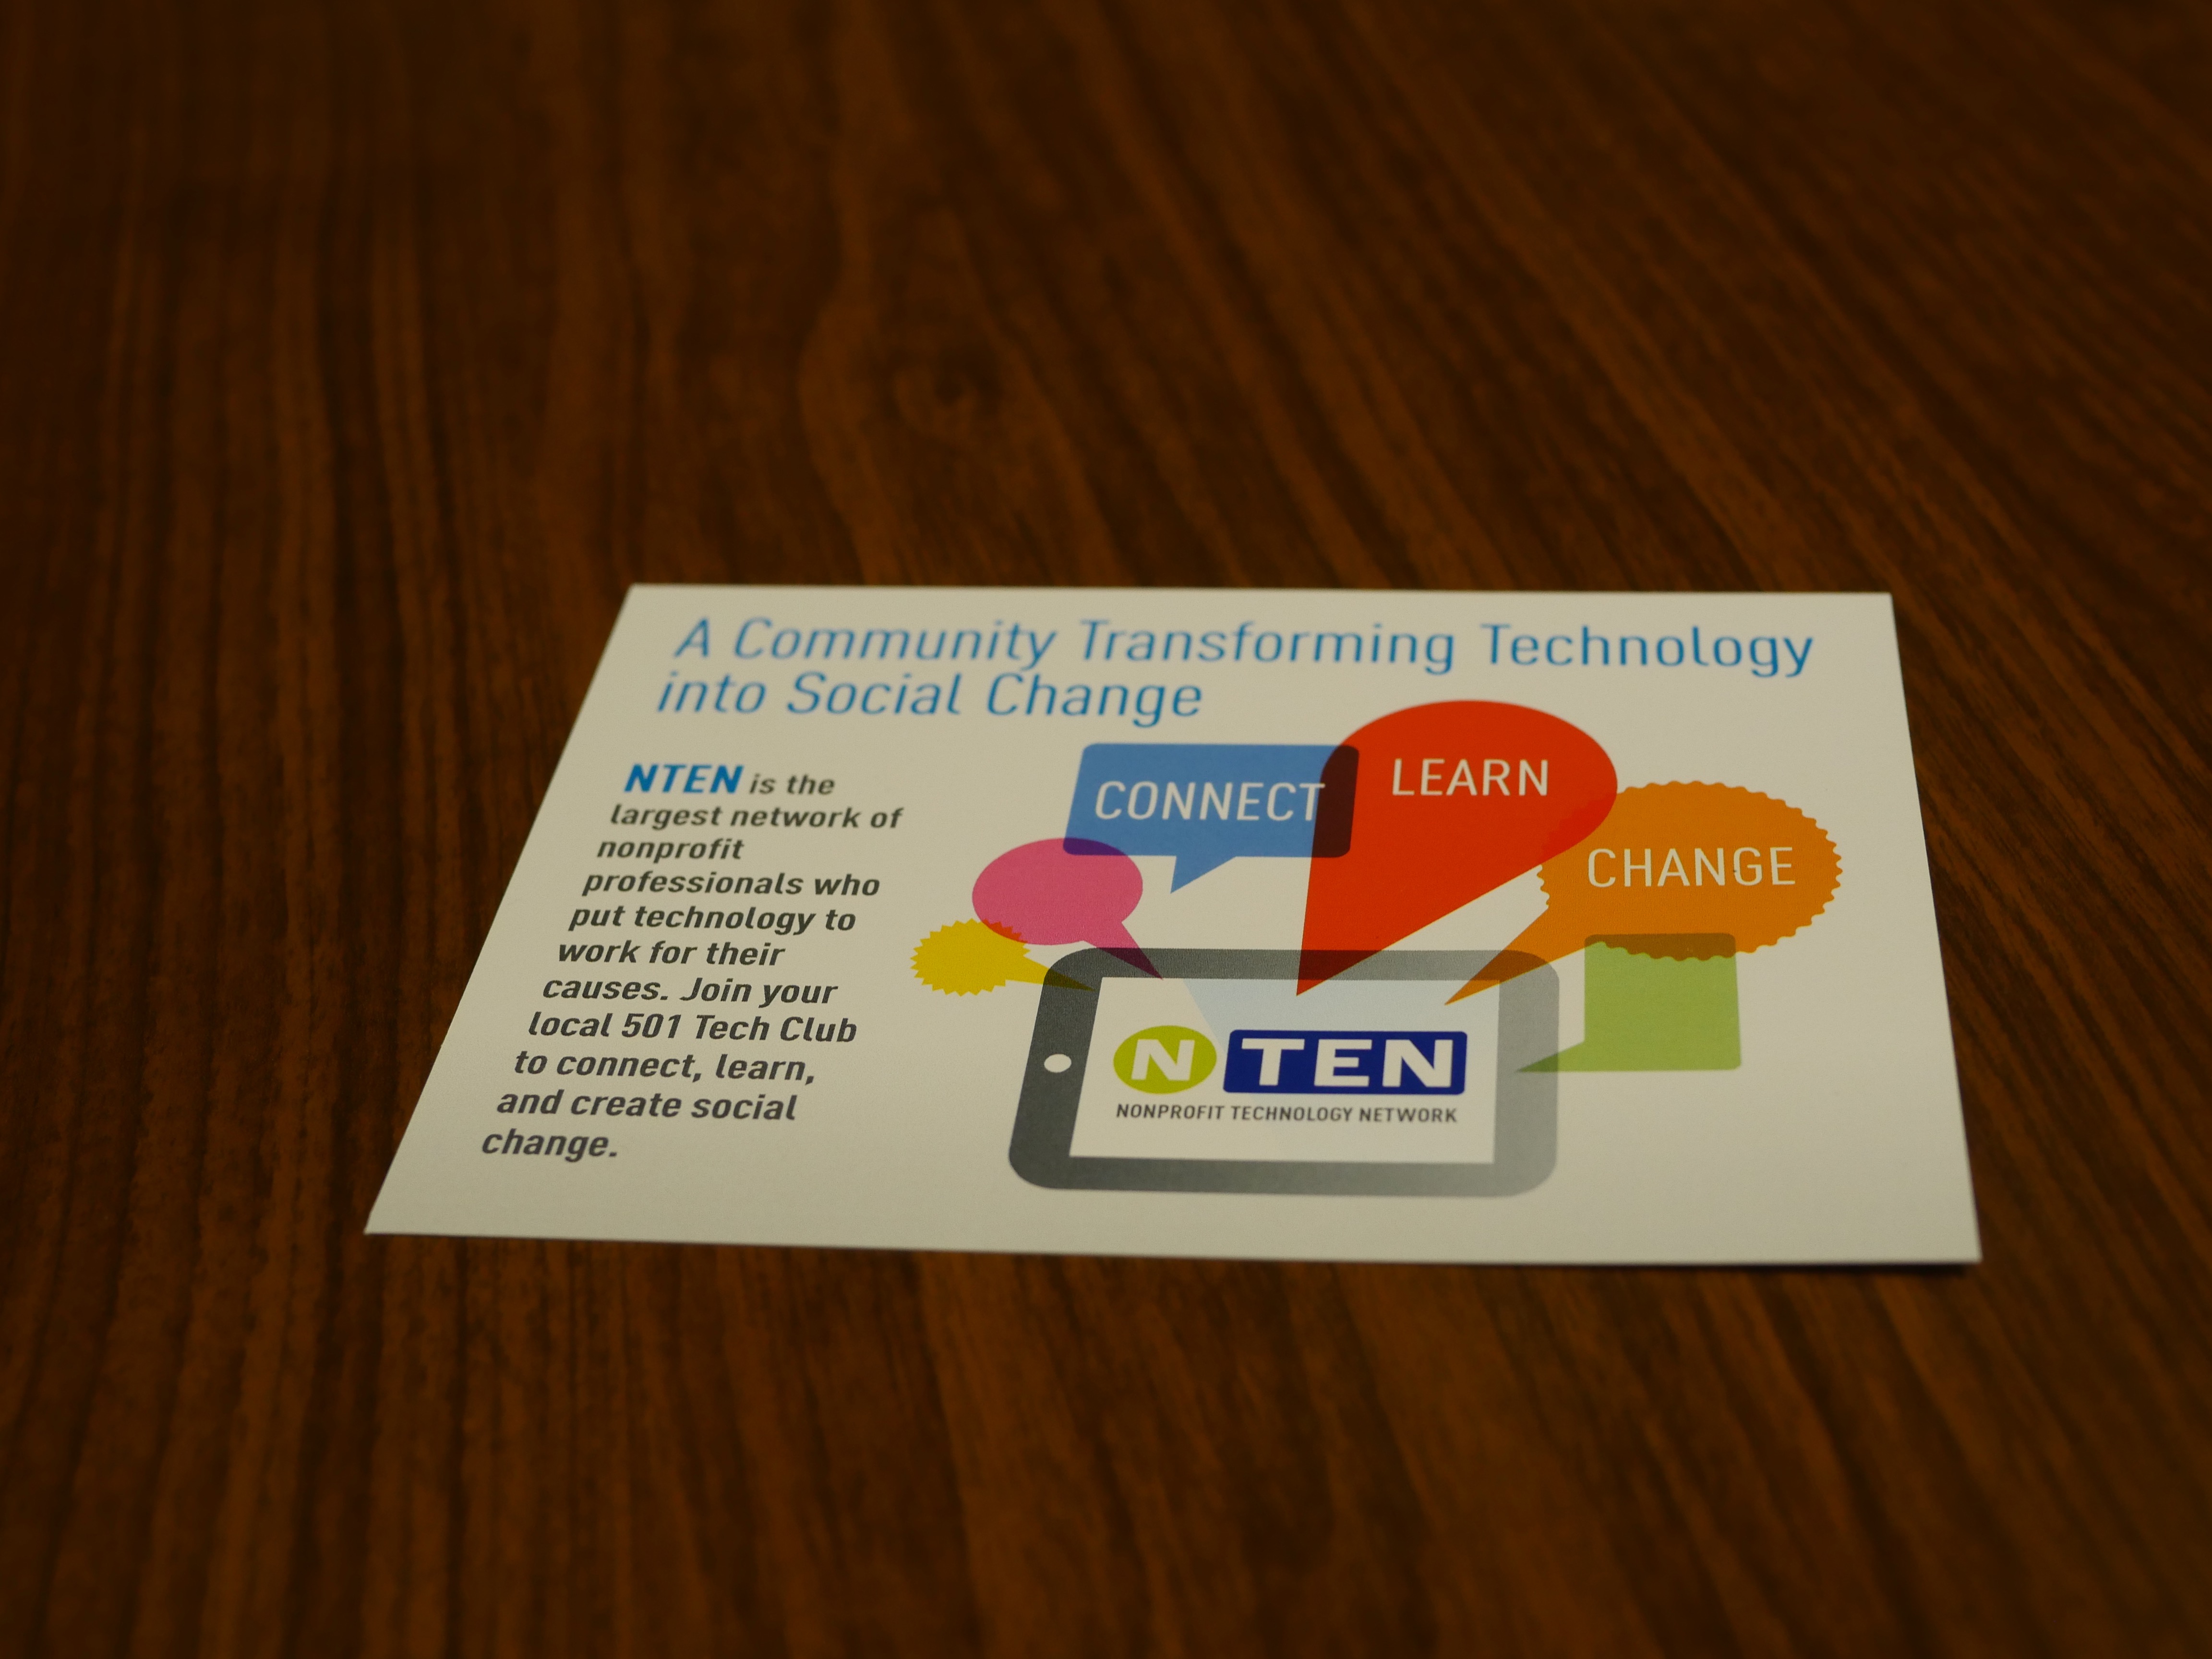 A Community Transforming Technology
into Social Change
NTEN is the
largest network of
nonprofit
professionals who
put technology to
work for their
causes. Join your
local 501 Tech Club
to connect, learn,
and create social
change.
CONNECT
LEARN
CHANGE
N TEN
NONPROFIT TECHNOLOGY NETWORK